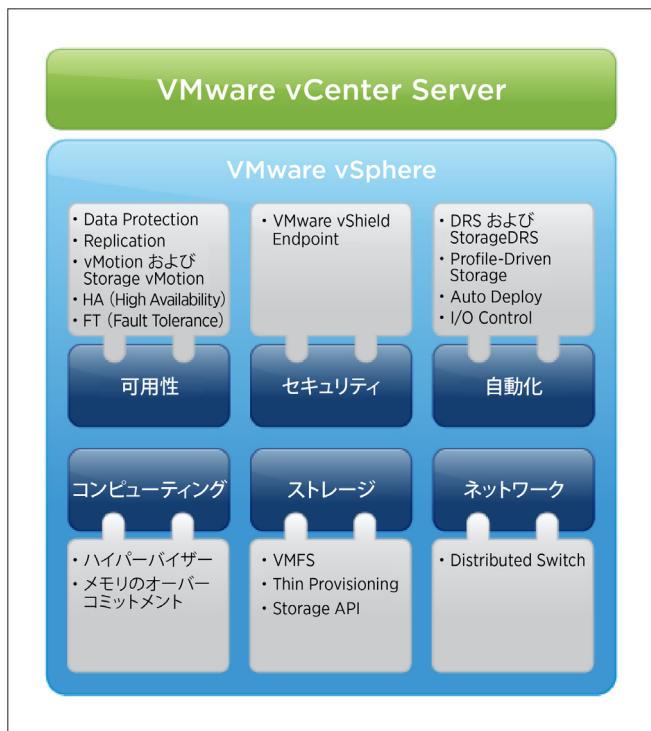 VMware vCenter Server
VMware vSphere
・Data Protection
・Replication
・vMotion および
Storage vMotion
・HA（High Availability）
・FT（Fault Tolerance）
・VMware vShield
Endpoint
・DRS および
StorageDRS
・Profile-Driven
Storage
・Auto Deploy
・I/O Control
可用性
セキュリティ
自動化
コンピューティング
ストレージ
ネットワーク
・ハイパーバイザー
・メモリのオーバー
コミットメント
・VMFS
・Thin Provisioning
・Storage API
・Distributed Switch